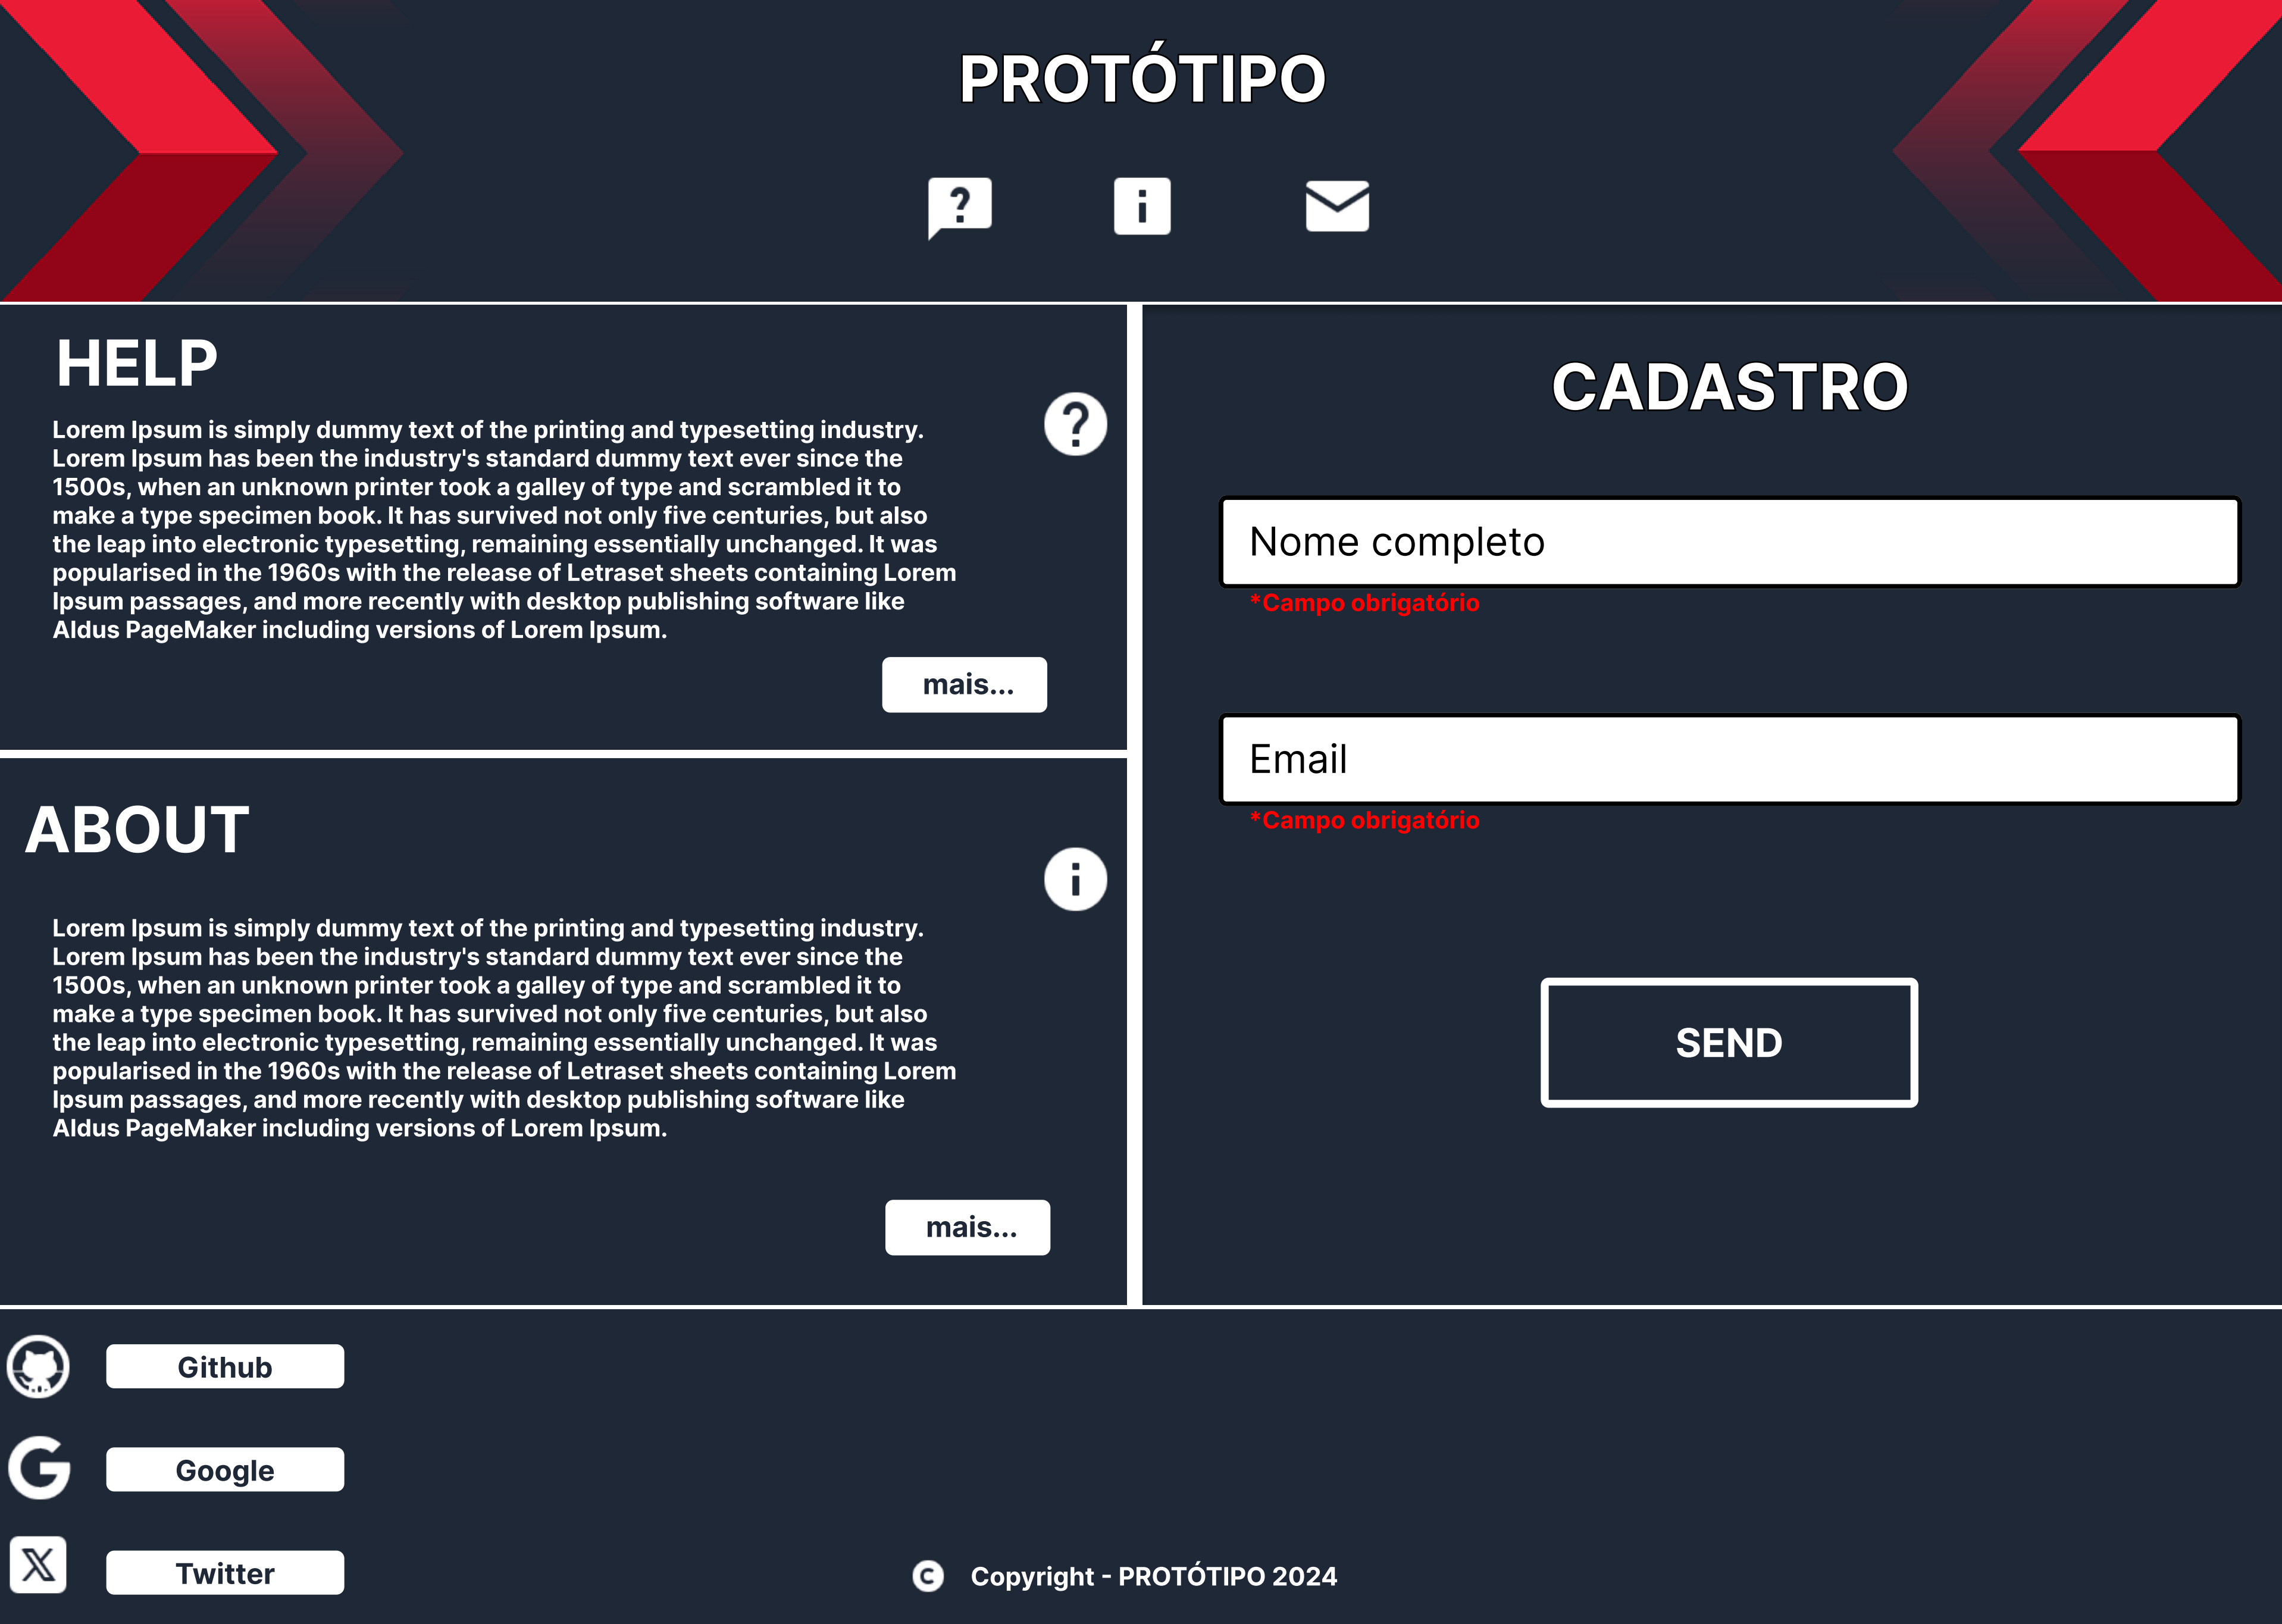 PROTÓTIPO
HELP
Lorem Ipsum is simply dummy text of the printing and typesetting industry.
Lorem Ipsum has been the industry's standard dummy text ever since the
1500s, when an unknown printer took a galley of type and scrambled it to
make a type specimen book. It has survived not only five centuries, but also
the leap into electronic typesetting, remaining essentially unchanged. It was
popularised in the 1960s with the release of Letraset sheets containing Lorem
Ipsum passages, and more recently with desktop publishing software like
Aldus PageMaker including versions of Lorem Ipsum.
mais...
ABOUT
Lorem Ipsum is simply dummy text of the printing and typesetting industry.
Lorem Ipsum has been the industry's standard dummy text ever since the
1500s, when an unknown printer took a galley of type and scrambled it to
make a type specimen book. It has survived not only five centuries, but also
the leap into electronic typesetting, remaining essentially unchanged. It was
popularised in the 1960s with the release of Letraset sheets containing Lorem
Ipsum passages, and more recently with desktop publishing software like
Aldus PageMaker including versions of Lorem Ipsum.
mais...
CADASTRO
Nome completo
*Campo obrigatório
Email
*Campo obrigatório
SEND
Github
Google
Twitter
Copyright - PROTÓTIPO 2024